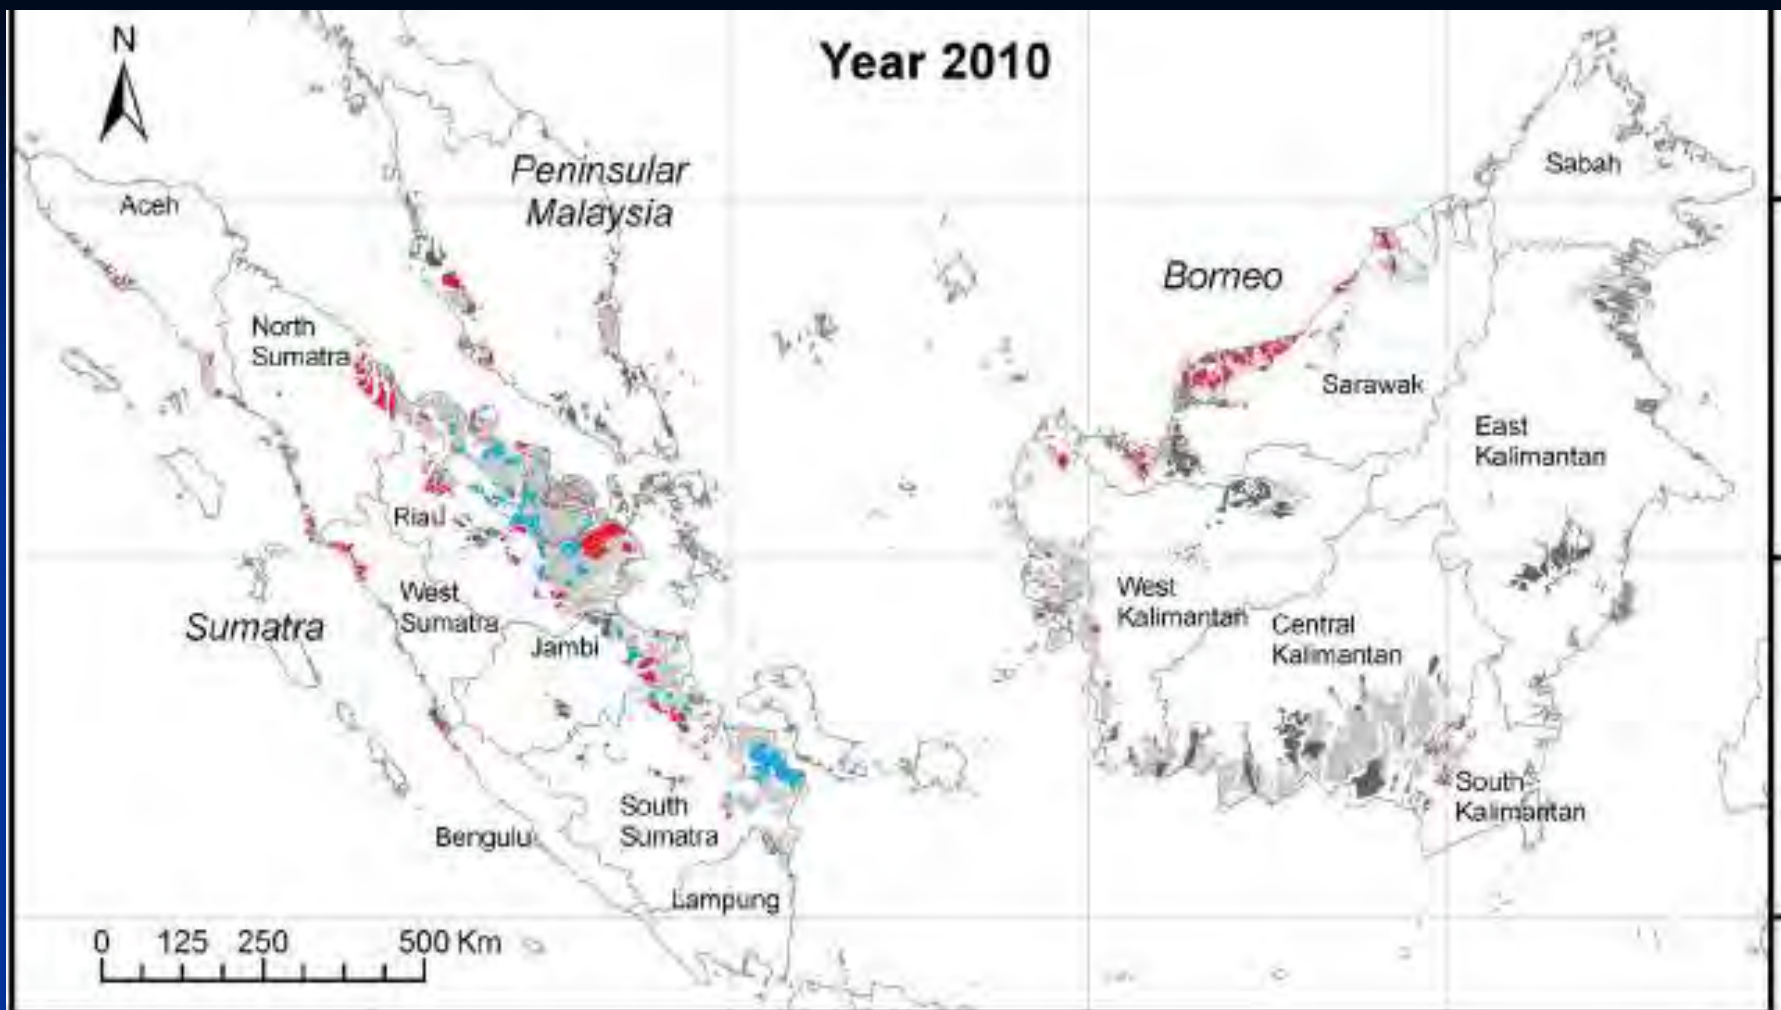 Year 2010
N
Peninsular
Malaysia
Sabah
Aceh
Borneo
North
Sumatra
Sarawak
East
Kalimantan
Riau
West
Sumatra
West
Kalimantan
Sumatra
Central
Kalimantan
Jambi
South
Kalimantan
South
Sumatra
Bengulu
Lampung
0 125 250 500 Km